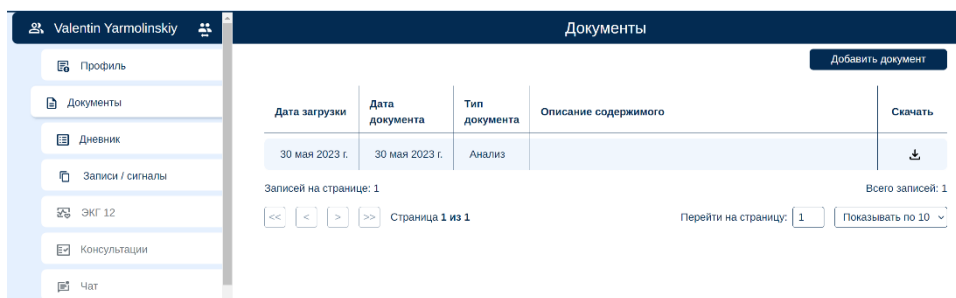 Valentin Yarmolinskiy
Документы
Профиль
Документы
Дневник
Записи / сигналы
ЭКГ 12
Консультации
Чат
Добавить документ
Дата загрузки
Дата документа
Тип документа
Описание содержимого
Скачать
30 мая 2023 г.
30 мая 2023 г.
Анализ
Записей на странице: 1
Всего записей: 1
<< < > >> Страница 1 из 1
Перейти на страницу: 1
Показывать по 10